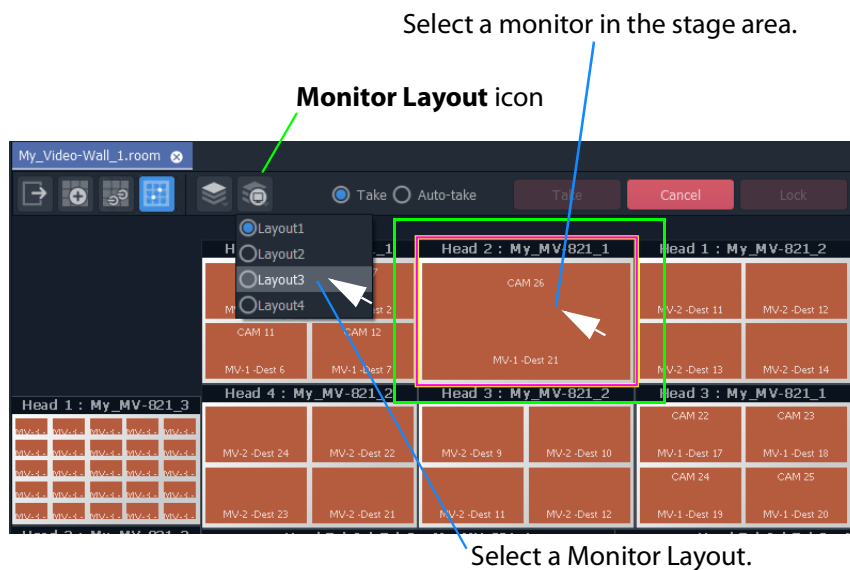 Select a monitor in the stage area.
Monitor Layout icon
My_Video-Wall_1.room
Take Auto-take Take Cancel Lock
Layout1
Layout2
Layout3
Layout4
_1 Head 2 : My_MV-821_1 Head 1 : My_MV-821_2
CAM 26
MV-2 -Dest 11 MV-2 -Dest 12
CAM 11 CAM 12
MV-1 -Dest 6 MV-1 -Dest 7 MV-1 -Dest 21 MV-2 -Dest 13 MV-2 -Dest 14
Head 1 : My_MV-821_3 Head 4 : My_MV-821_2 Head 3 : My_MV-821_2 Head 3 : My_MV-821_1
CAM 22 CAM 23
MV-2 -Dest 24 MV-2 -Dest 22 MV-2 -Dest 9 MV-2 -Dest 10 MV-1 -Dest 17 MV-1 -Dest 18
CAM 24 CAM 25
MV-2 -Dest 23 MV-2 -Dest 21 MV-2 -Dest 11 MV-2 -Dest 12 MV-1 -Dest 19 MV-1 -Dest 20
Select a Monitor Layout.